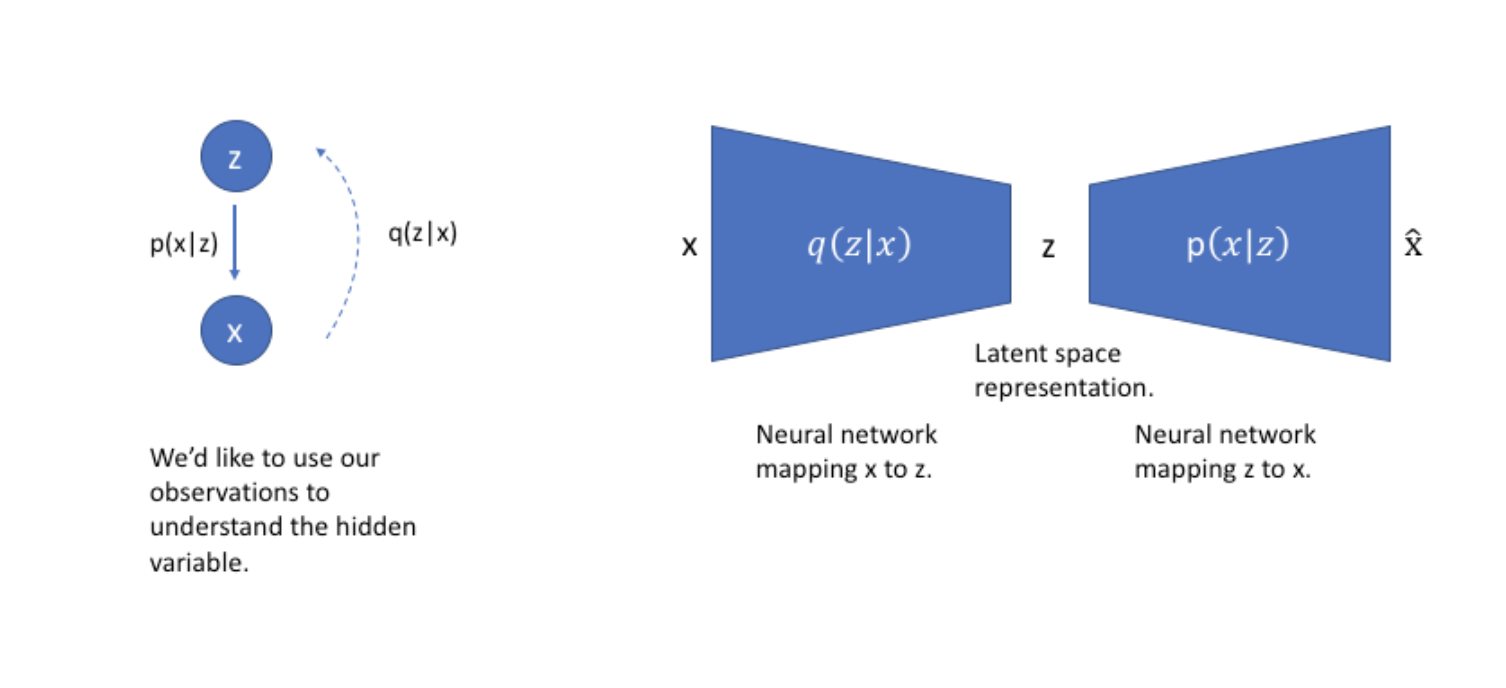 z
p(x|z)
q(z|x)
x
We’d like to use our
observations to
understand the hidden
variable.
x
q(z|x)
z
p(x|z)
x̂
Latent space
representation.
Neural network
mapping x to z.
Neural network
mapping z to x.